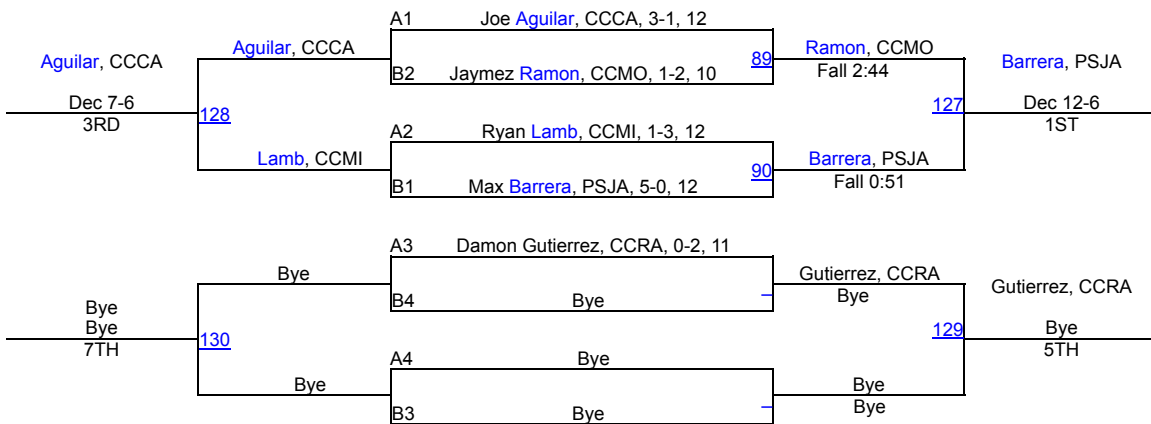 A1 Joe Aguilar, CCCA, 3-1, 12
Aguilar, CCCA
Aguilar, CCCA
89
Ramon, CCMO
Barrera, PSJA
B2 Jaymez Ramon, CCMO, 1-2, 10
Fall 2:44
Dec 7-6
128
127
Dec 12-6
3RD
1ST
A2 Ryan Lamb, CCMI, 1-3, 12
Lamb, CCMI
90
Barrera, PSJA
B1 Max Barrera, PSJA, 5-0, 12
Fall 0:51
A3 Damon Gutierrez, CCRA, 0-2, 11
Bye
Gutierrez, CCRA
Gutierrez, CCRA
B4 Bye
Bye
Bye
Bye
130
129
Bye
7TH
5TH
A4 Bye
Bye
Bye
B3 Bye
Bye